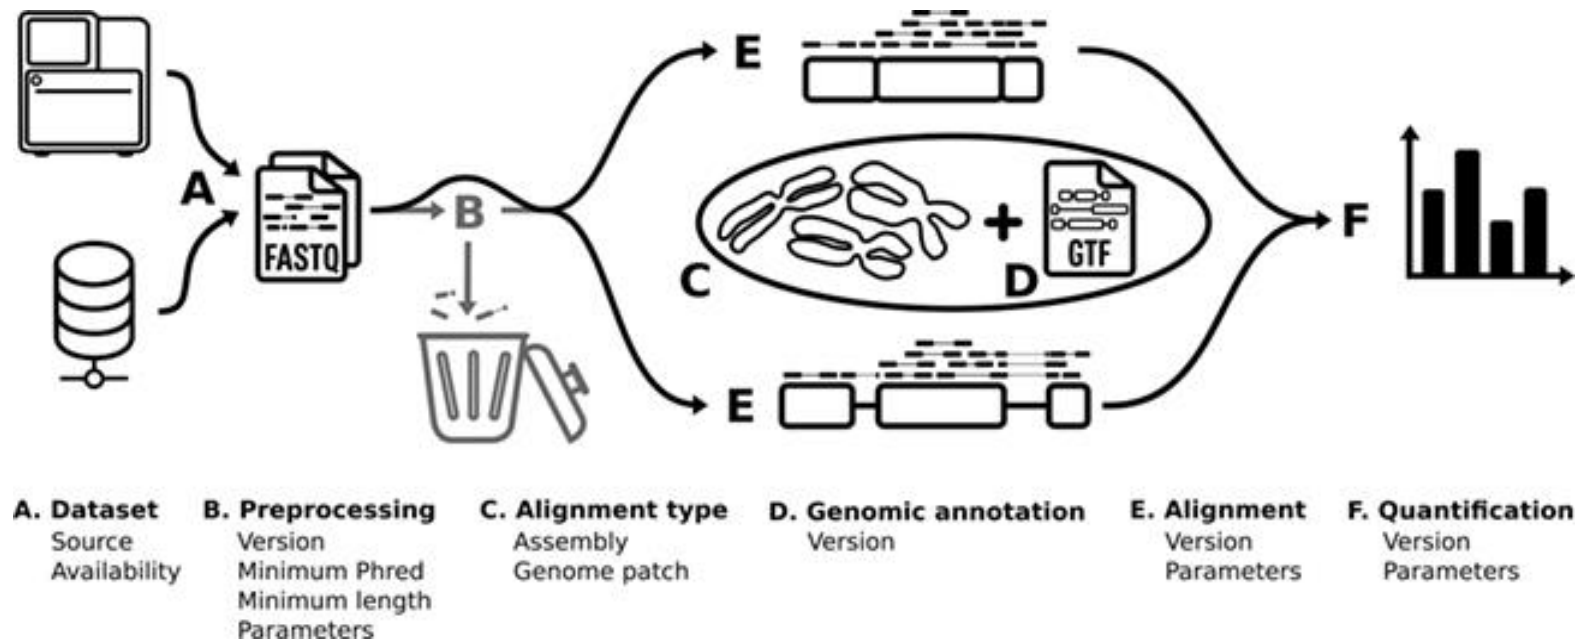 E
A
FASTQ
B
C
+
D
GTF
F
E
A. Dataset
Source
Availability
B. Preprocessing
Version
Minimum Phred
Minimum length
Parameters
C. Alignment type
Assembly
Genome patch
D. Genomic annotation
Version
E. Alignment
Version
Parameters
F. Quantification
Version
Parameters